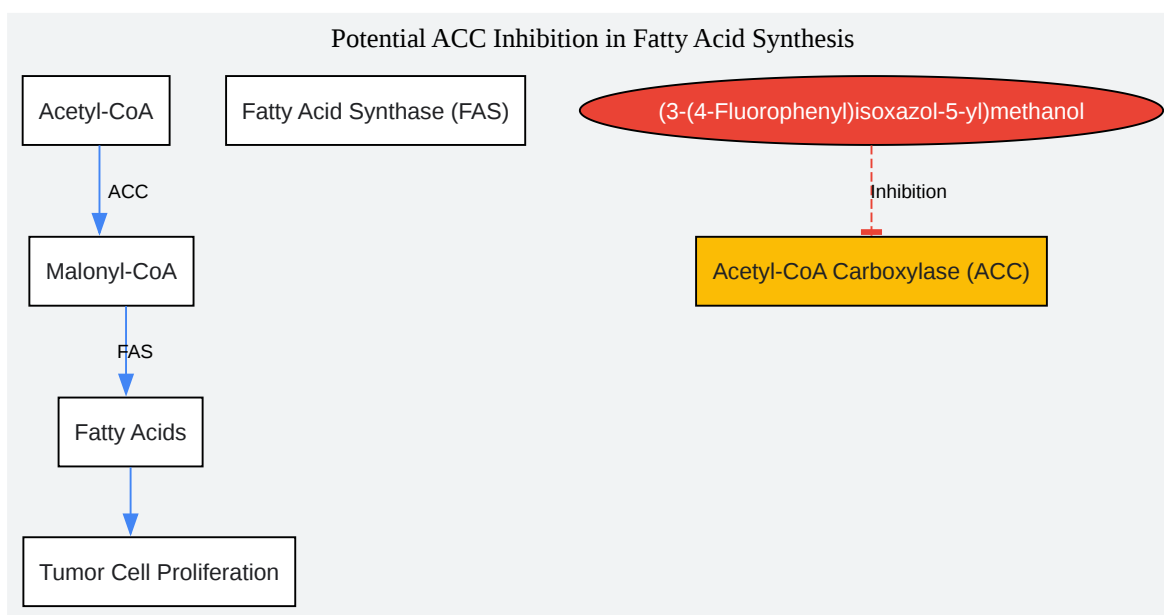 Potential ACC Inhibition in Fatty Acid Synthesis
Acetyl-CoA
Fatty Acid Synthase (FAS)
(3-(4-Fluorophenyl)isoxazol-5-yl)methanol
ACC
Inhibition
Malonyl-CoA
Acetyl-CoA Carboxylase (ACC)
FAS
Fatty Acids
Tumor Cell Proliferation